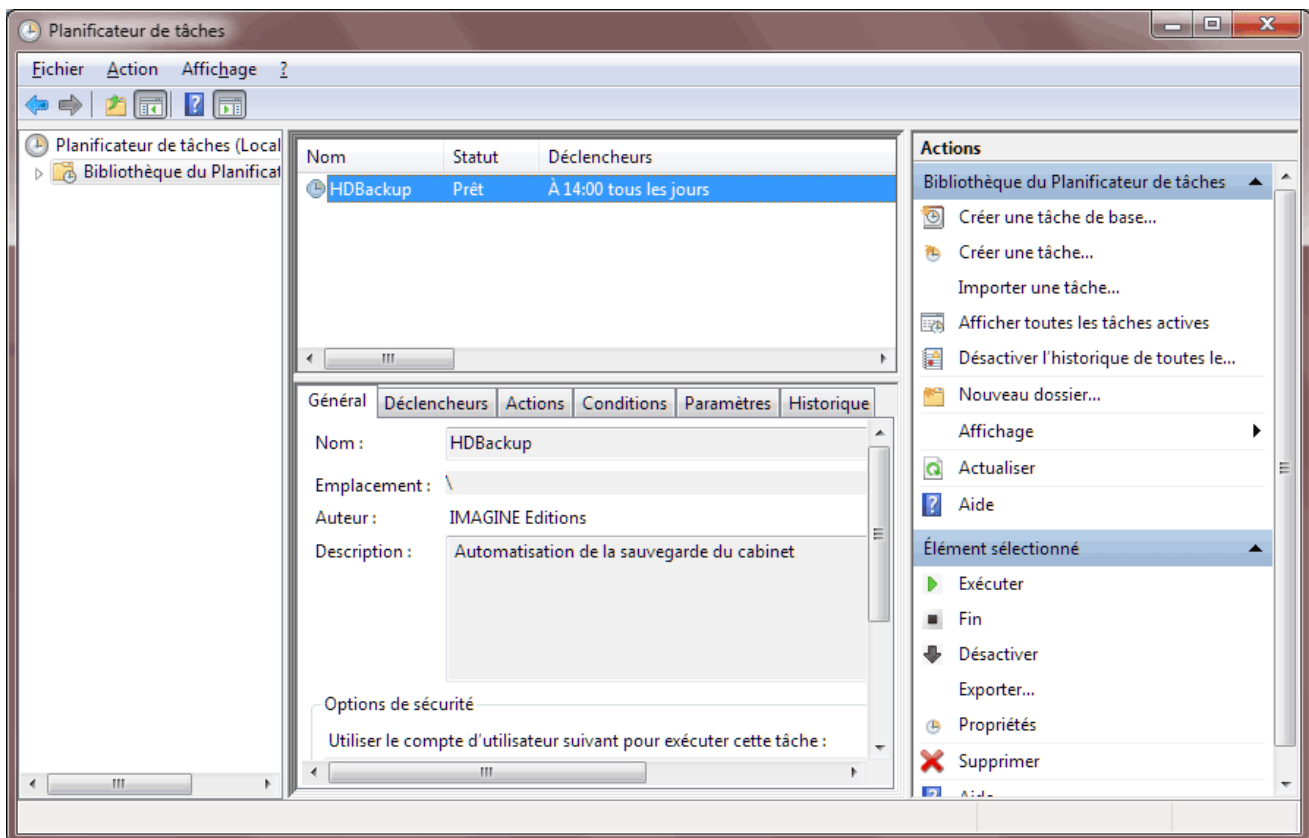 Planificateur de tâches
Fichier Action Affichage ?
Planificateur de tâches (Local
Bibliothèque du Planificat
Nom Statut Déclencheurs
HDBackup Prêt À 14:00 tous les jours
Général Déclencheurs Actions Conditions Paramètres Historique
Nom : HDBackup
Emplacement : \
Auteur : IMAGINE Editions
Description : Automatisation de la sauvegarde du cabinet
Options de sécurité
Utiliser le compte d'utilisateur suivant pour exécuter cette tâche :
Actions
Bibliothèque du Planificateur de tâches
Créer une tâche de base...
Créer une tâche...
Importer une tâche...
Afficher toutes les tâches actives
Désactiver l'historique de toutes le...
Nouveau dossier...
Affichage
Actualiser
Aide
Élément sélectionné
Exécuter
Fin
Désactiver
Exporter...
Propriétés
Supprimer
Aide